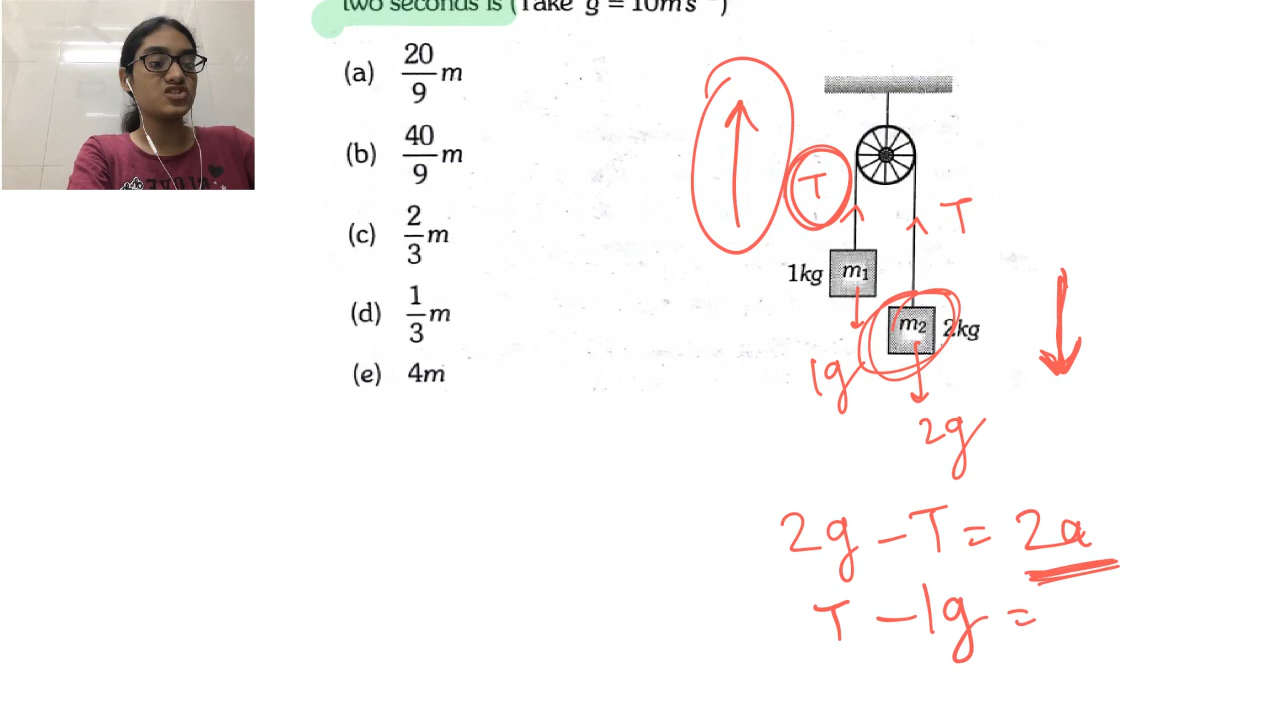 two seconds is (Take g = 10ms
(a) 20/9 m
(b) 40/9 m
(c) 2/3 m
(d) 1/3 m
(e) 4m
T
T
1kg m₁
m₂ 2kg
1g
2g
2g – T = 2a
T – 1g =